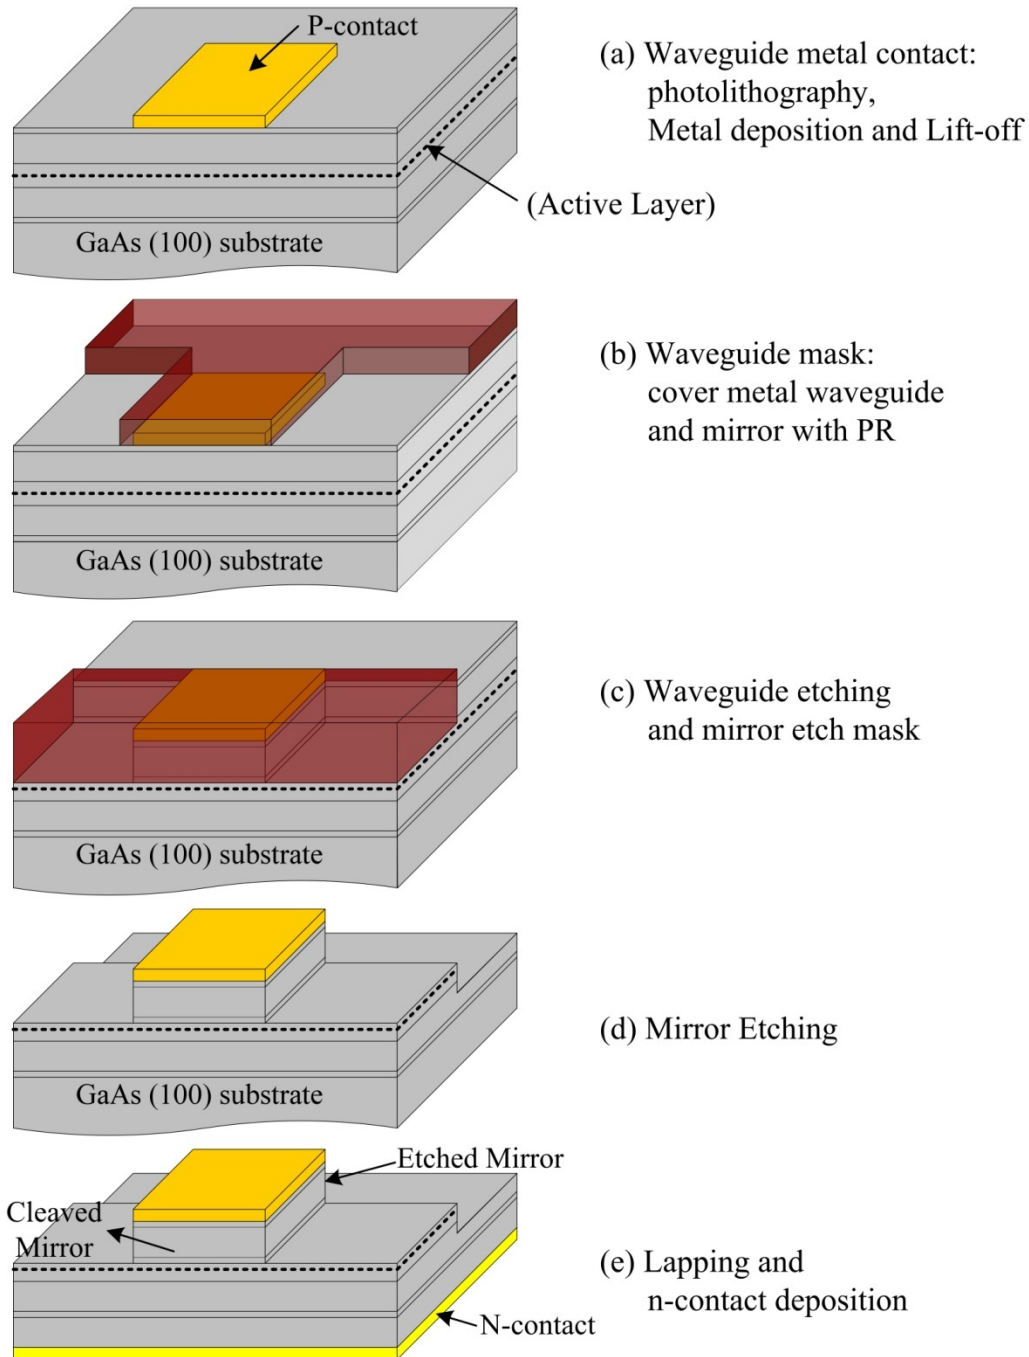 P-contact
(a) Waveguide metal contact:
photolithography,
Metal deposition and Lift-off
(Active Layer)
GaAs (100) substrate
(b) Waveguide mask:
cover metal waveguide
and mirror with PR
GaAs (100) substrate
(c) Waveguide etching
and mirror etch mask
GaAs (100) substrate
(d) Mirror Etching
GaAs (100) substrate
Etched Mirror
Cleaved
Mirror
(e) Lapping and
n-contact deposition
N-contact